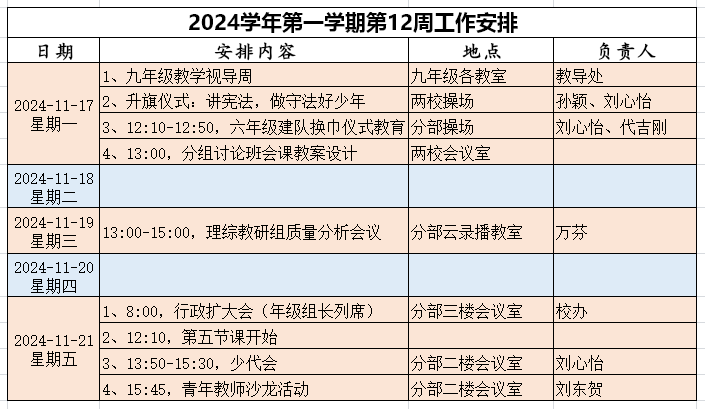 2024学年第一学期第12周工作安排
日期 安排内容 地点 负责人
2024-11-17
星期一
1、九年级教学视导周 九年级各教室 教导处
2、升旗仪式：讲宪法，做守法好少年 两校操场 孙颖、刘心怡
3、12:10-12:50，六年级建队换巾仪式教育 分部操场 刘心怡、代吉刚
4、13:00，分组讨论班会课教案设计 两校会议室
2024-11-18
星期二
2024-11-19
星期三
13:00-15:00，理综教研组质量分析会议 分部云录播教室 万芬
2024-11-20
星期四
2024-11-21
星期五
1、8:00，行政扩大会（年级组长列席） 分部三楼会议室 校办
2、12:10，第五节课开始
3、13:50-15:30，少代会 分部二楼会议室 刘心怡
4、15:45，青年教师沙龙活动 分部二楼会议室 刘东贺